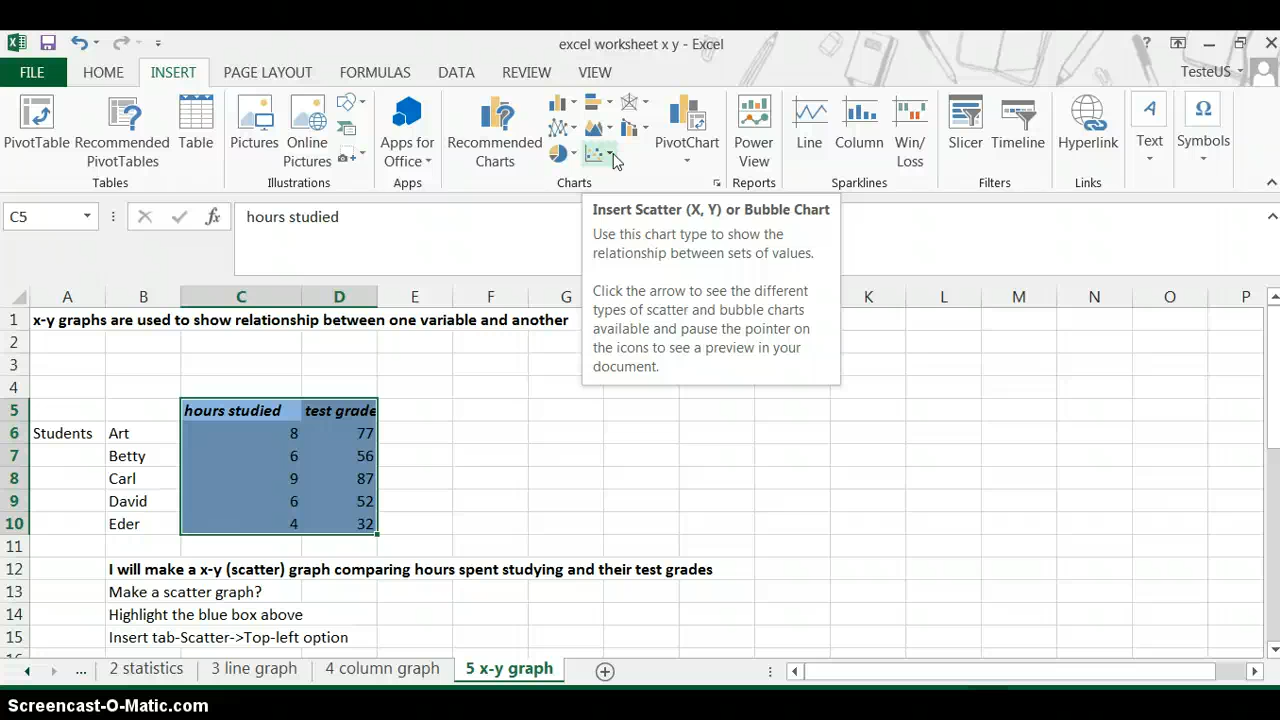 excel worksheet x y - Excel
?
FILE HOME INSERT PAGE LAYOUT FORMULAS DATA REVIEW VIEW TesteUS
PivotTable Recommended PivotTables Table
Tables
Pictures Online Pictures
Illustrations
Apps for Office
Apps
Recommended Charts
PivotChart
Charts
Power View
Reports
Line Column Win/ Loss
Sparklines
Slicer Timeline
Filters
Hyperlink
Links
Text Symbols
C5 fx hours studied
Insert Scatter (X, Y) or Bubble Chart
Use this chart type to show the
relationship between sets of values.
Click the arrow to see the different
types of scatter and bubble charts
available and pause the pointer on
the icons to see a preview in your
document.
A B C D E F G K L M N O P
1 x-y graphs are used to show relationship between one variable and another
2
3
4
5 hours studied test grade
6 Students Art 8 77
7 Betty 6 56
8 Carl 9 87
9 David 6 52
10 Eder 4 32
11
12 I will make a x-y (scatter) graph comparing hours spent studying and their test grades
13 Make a scatter graph?
14 Highlight the blue box above
15 Insert tab-Scatter->Top-left option
... 2 statistics 3 line graph 4 column graph 5 x-y graph
Screencast-O-Matic.com